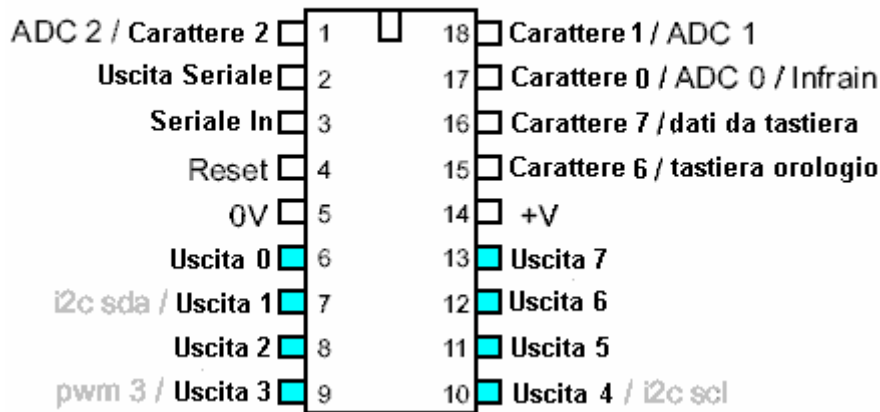 ADC 2 / Carattere 2 1 18 Carattere 1 / ADC 1
Uscita Seriale 2 17 Carattere 0 / ADC 0 / Infrain
Seriale In 3 16 Carattere 7 / dati da tastiera
Reset 4 15 Carattere 6 / tastiera orologio
0V 5 14 +V
Uscita 0 6 13 Uscita 7
i2c sda / Uscita 1 7 12 Uscita 6
Uscita 2 8 11 Uscita 5
pwm 3 / Uscita 3 9 10 Uscita 4 / i2c scl